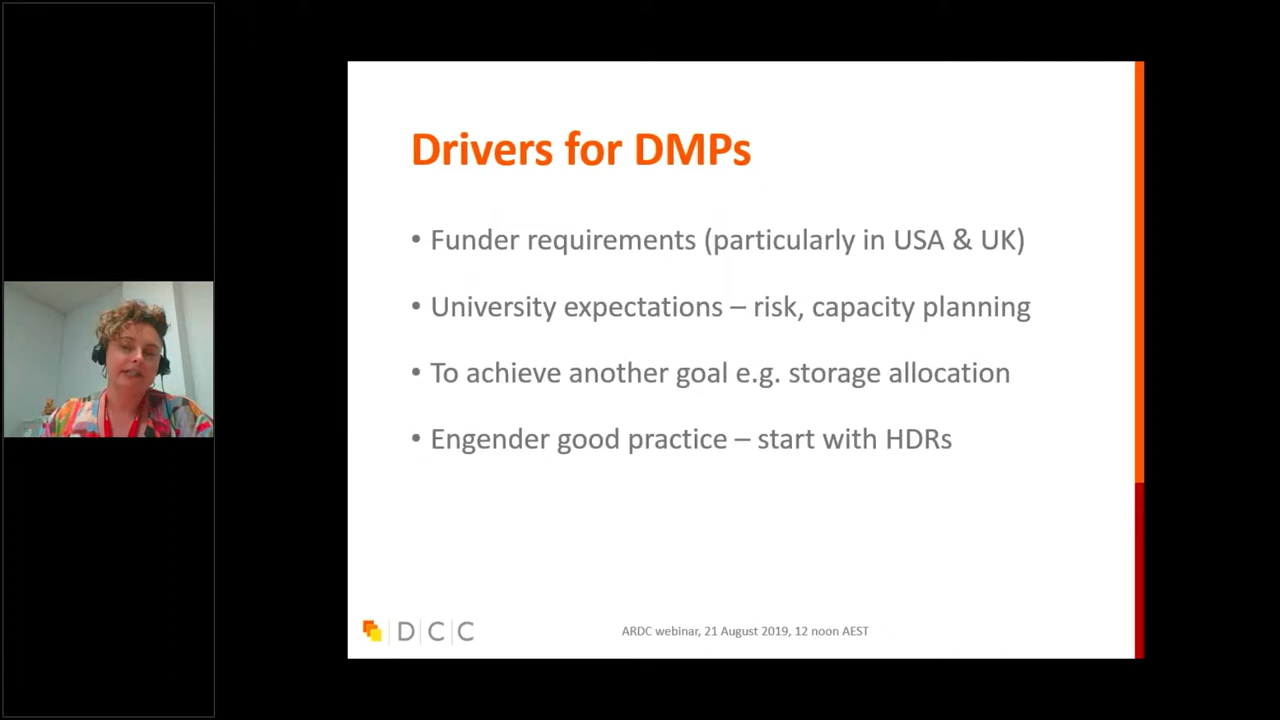 Drivers for DMPs
• Funder requirements (particularly in USA & UK)
• University expectations – risk, capacity planning
• To achieve another goal e.g. storage allocation
• Engender good practice – start with HDRs
DCC
ARDC webinar, 21 August 2019, 12 noon AEST